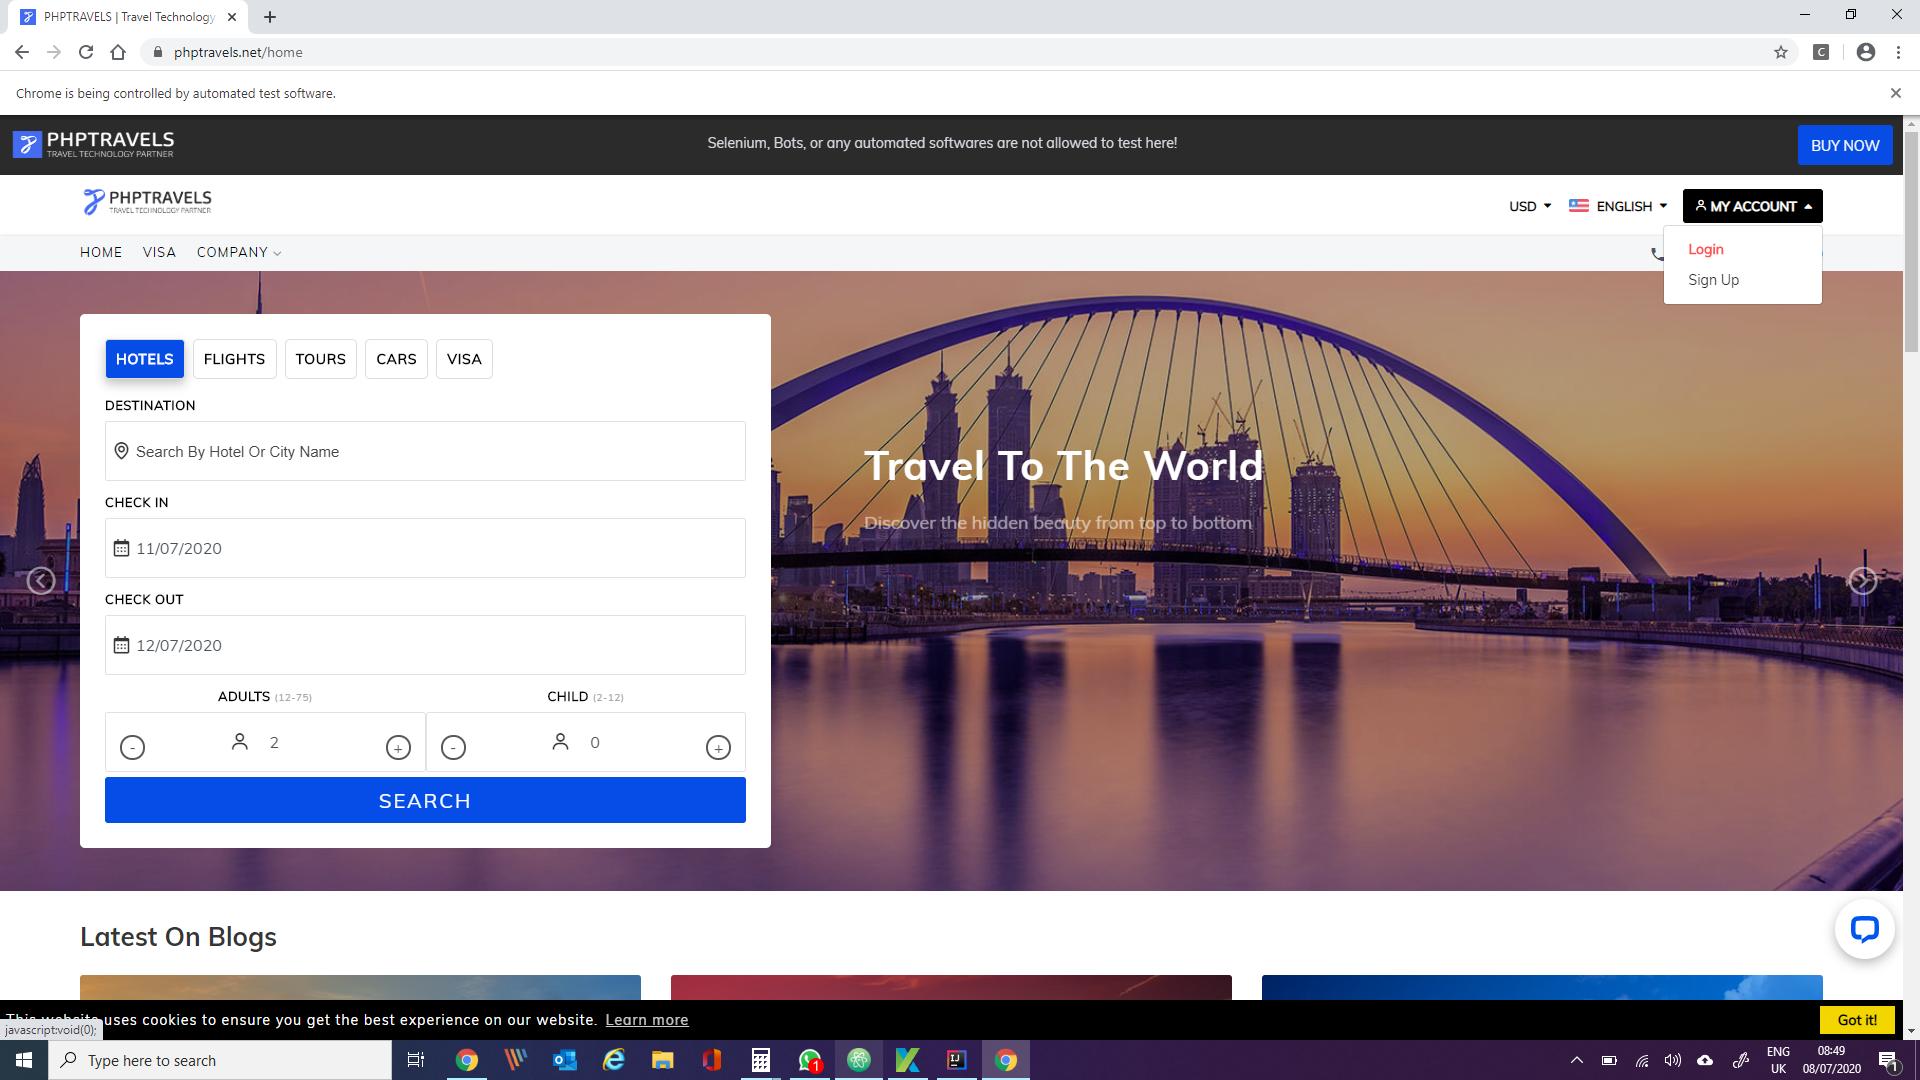 PHPTRAVELS | Travel Technology
phptravels.net/home
C
Chrome is being controlled by automated test software.
PHPTRAVELS
TRAVEL TECHNOLOGY PARTNER
Selenium, Bots, or any automated softwares are not allowed to test here!
BUY NOW
PHPTRAVELS
TRAVEL TECHNOLOGY PARTNER
USD
ENGLISH
MY ACCOUNT
HOME VISA COMPANY
Login
Sign Up
HOTELS FLIGHTS TOURS CARS VISA
DESTINATION
Search By Hotel Or City Name
CHECK IN
11/07/2020
CHECK OUT
12/07/2020
ADULTS (12-75) CHILD (2-12)
- 2 + - 0 +
SEARCH
Travel To The World
Discover the hidden beauty from top to bottom
Latest On Blogs
uses cookies to ensure you get the best experience on our website. Learn more
Got it!
javascript:void(0);
Type here to search
1
IJ
ENG
UK
08:49
08/07/2020
1